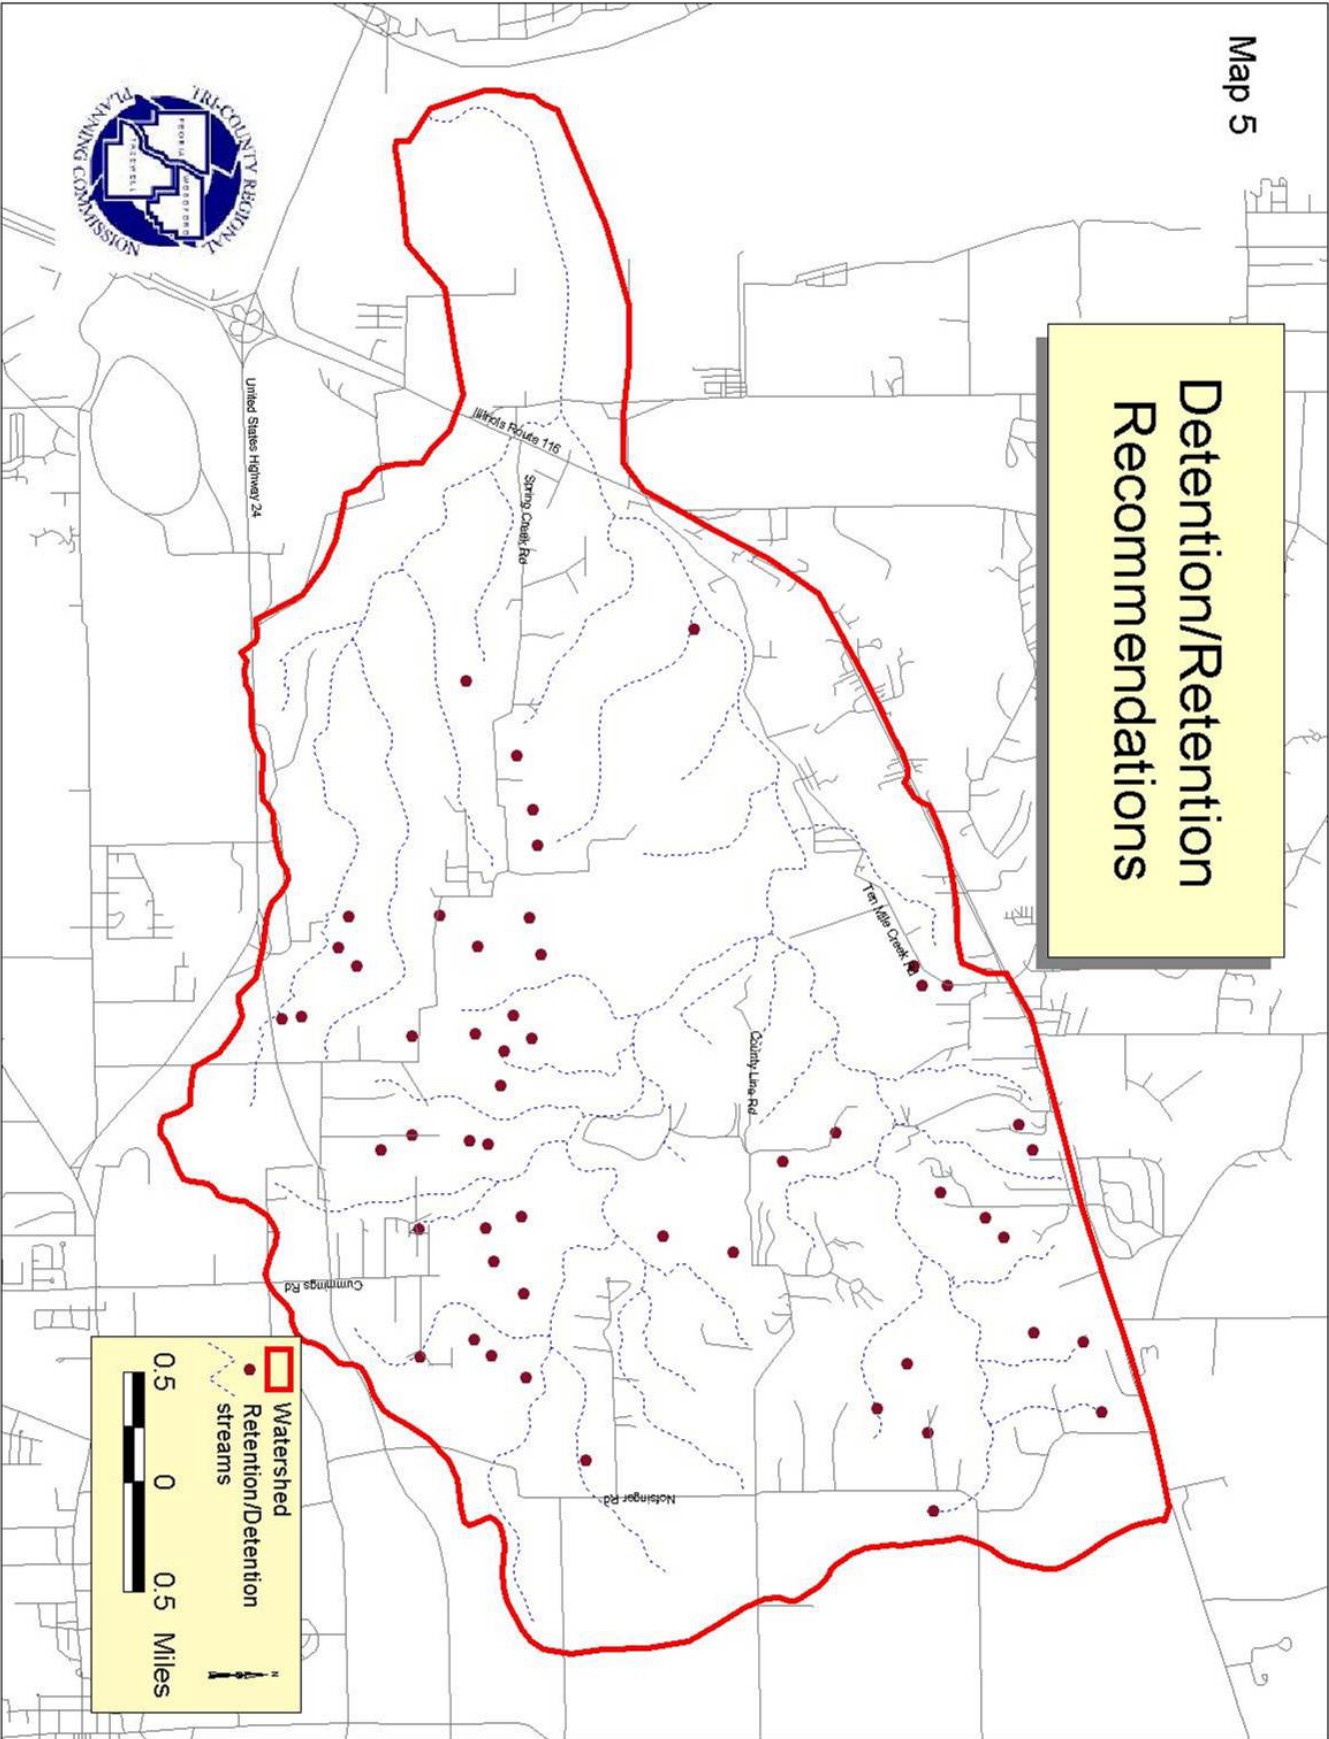 Map 5
Detention/Retention
Recommendations
Illinois Route 116
Spring Creek Rd
United States Highway 24
Ten Mile Creek Rd
County Line Rd
Cummings Rd
Nofsinger Rd
TRI-COUNTY REGIONAL
PLANNING COMMISSION
PEORIA
WOODFORD
TAZEWELL
Watershed
Retention/Detention
streams
N
0.5 0 0.5 Miles